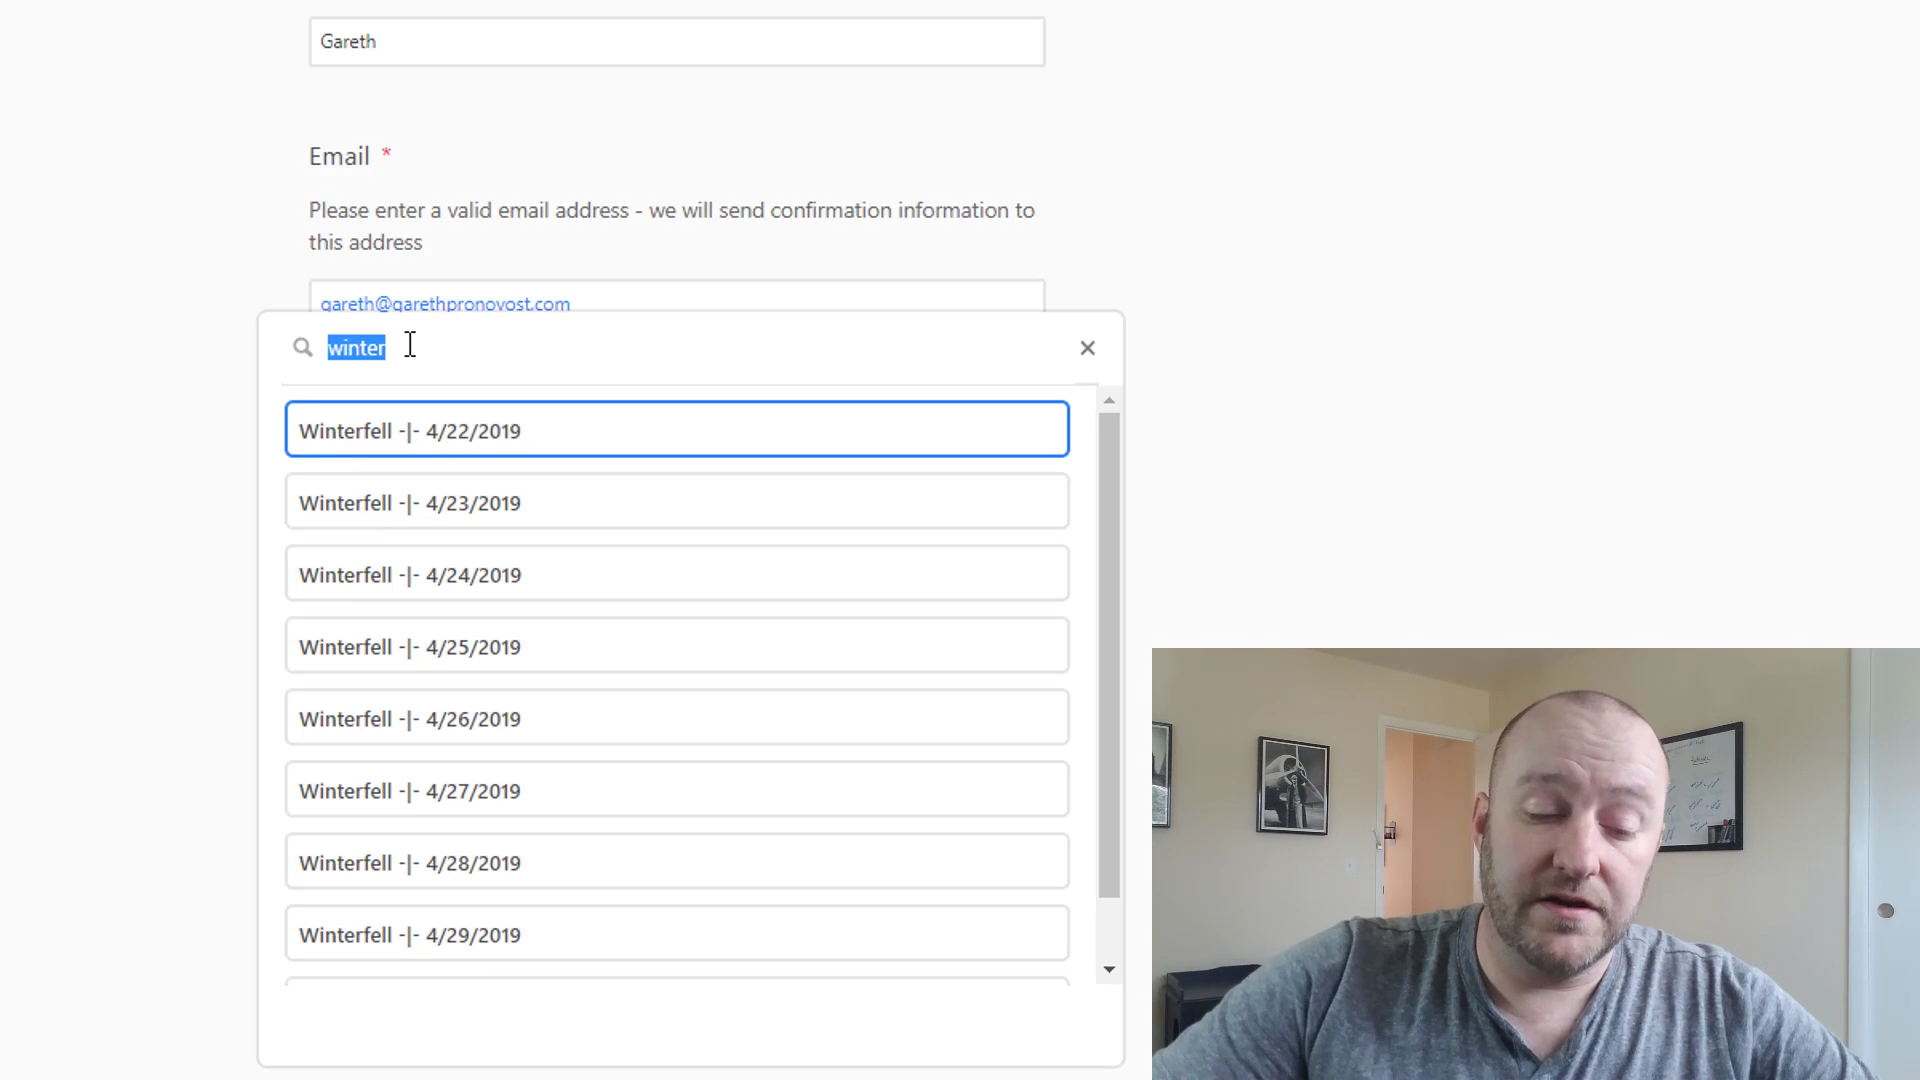 Gareth
Email *
Please enter a valid email address - we will send confirmation information to
this address
gareth@garethpronovost.com
winter
Winterfell -|- 4/22/2019
Winterfell -|- 4/23/2019
Winterfell -|- 4/24/2019
Winterfell -|- 4/25/2019
Winterfell -|- 4/26/2019
Winterfell -|- 4/27/2019
Winterfell -|- 4/28/2019
Winterfell -|- 4/29/2019